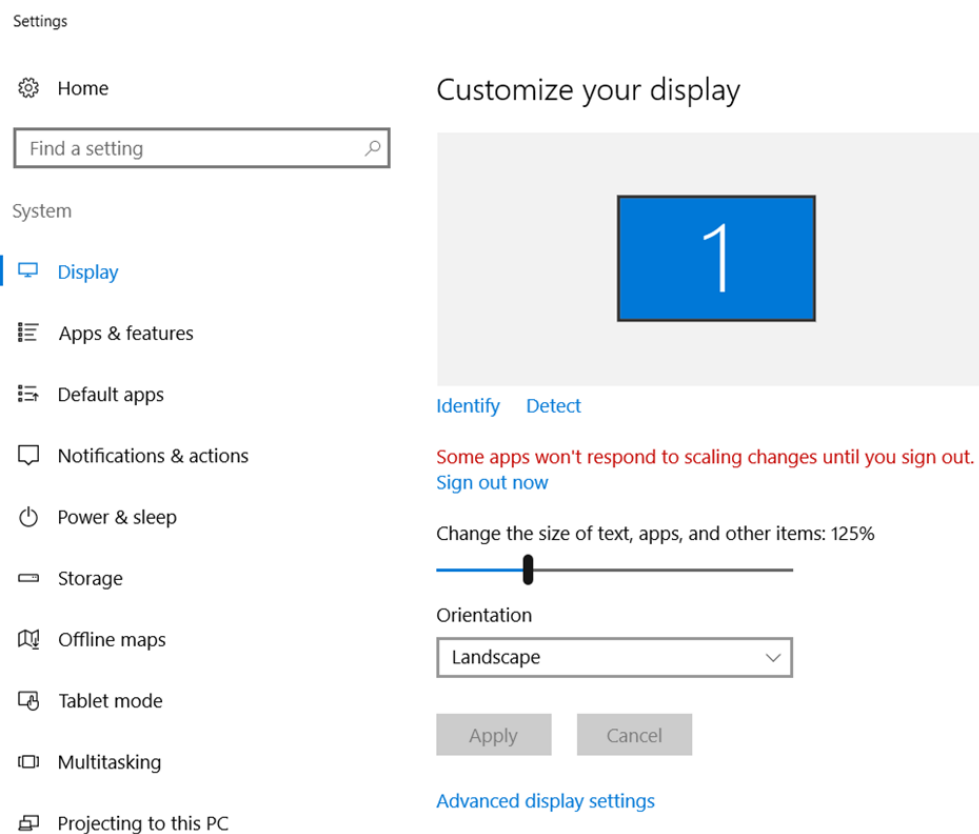 Settings
Home
Find a setting
System
Display
Apps & features
Default apps
Notifications & actions
Power & sleep
Storage
Offline maps
Tablet mode
Multitasking
Projecting to this PC
Customize your display
1
Identify Detect
Some apps won't respond to scaling changes until you sign out.
Sign out now
Change the size of text, apps, and other items: 125%
Orientation
Landscape
Apply Cancel
Advanced display settings